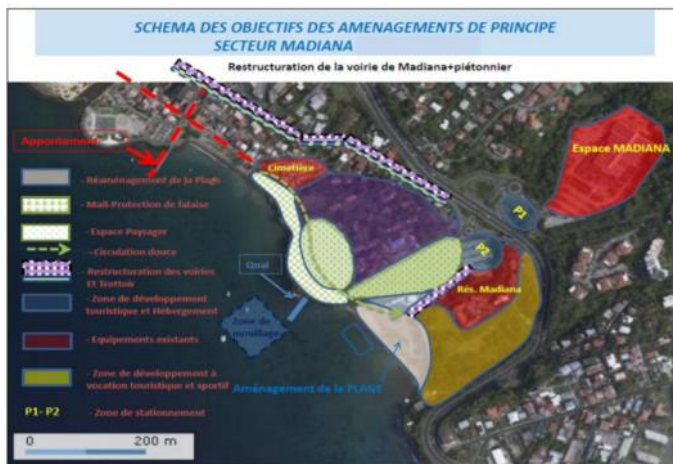 SCHEMA DES OBJECTIFS DES AMENAGEMENTS DE PRINCIPE
SECTEUR MADIANA
Restructuration de la voirie de Madiana+piétonnier
Appontement
Cimetière
Espace MADIANA
P1
P2
Rés. Madiana
Quai
Zone de mouillage
Aménagement de la PLAGE
- Réaménagement de la Plage
- Mail-Protection de falaise
- Espace Paysager
- Circulation douce
- Restructuration des voiries
Et Trottoir
- Zone de développement
touristique et Hébergement
- Equipements existants
- Zone de développement à
vocation touristique et sportif
P1- P2 - Zone de stationnement
0 200 m